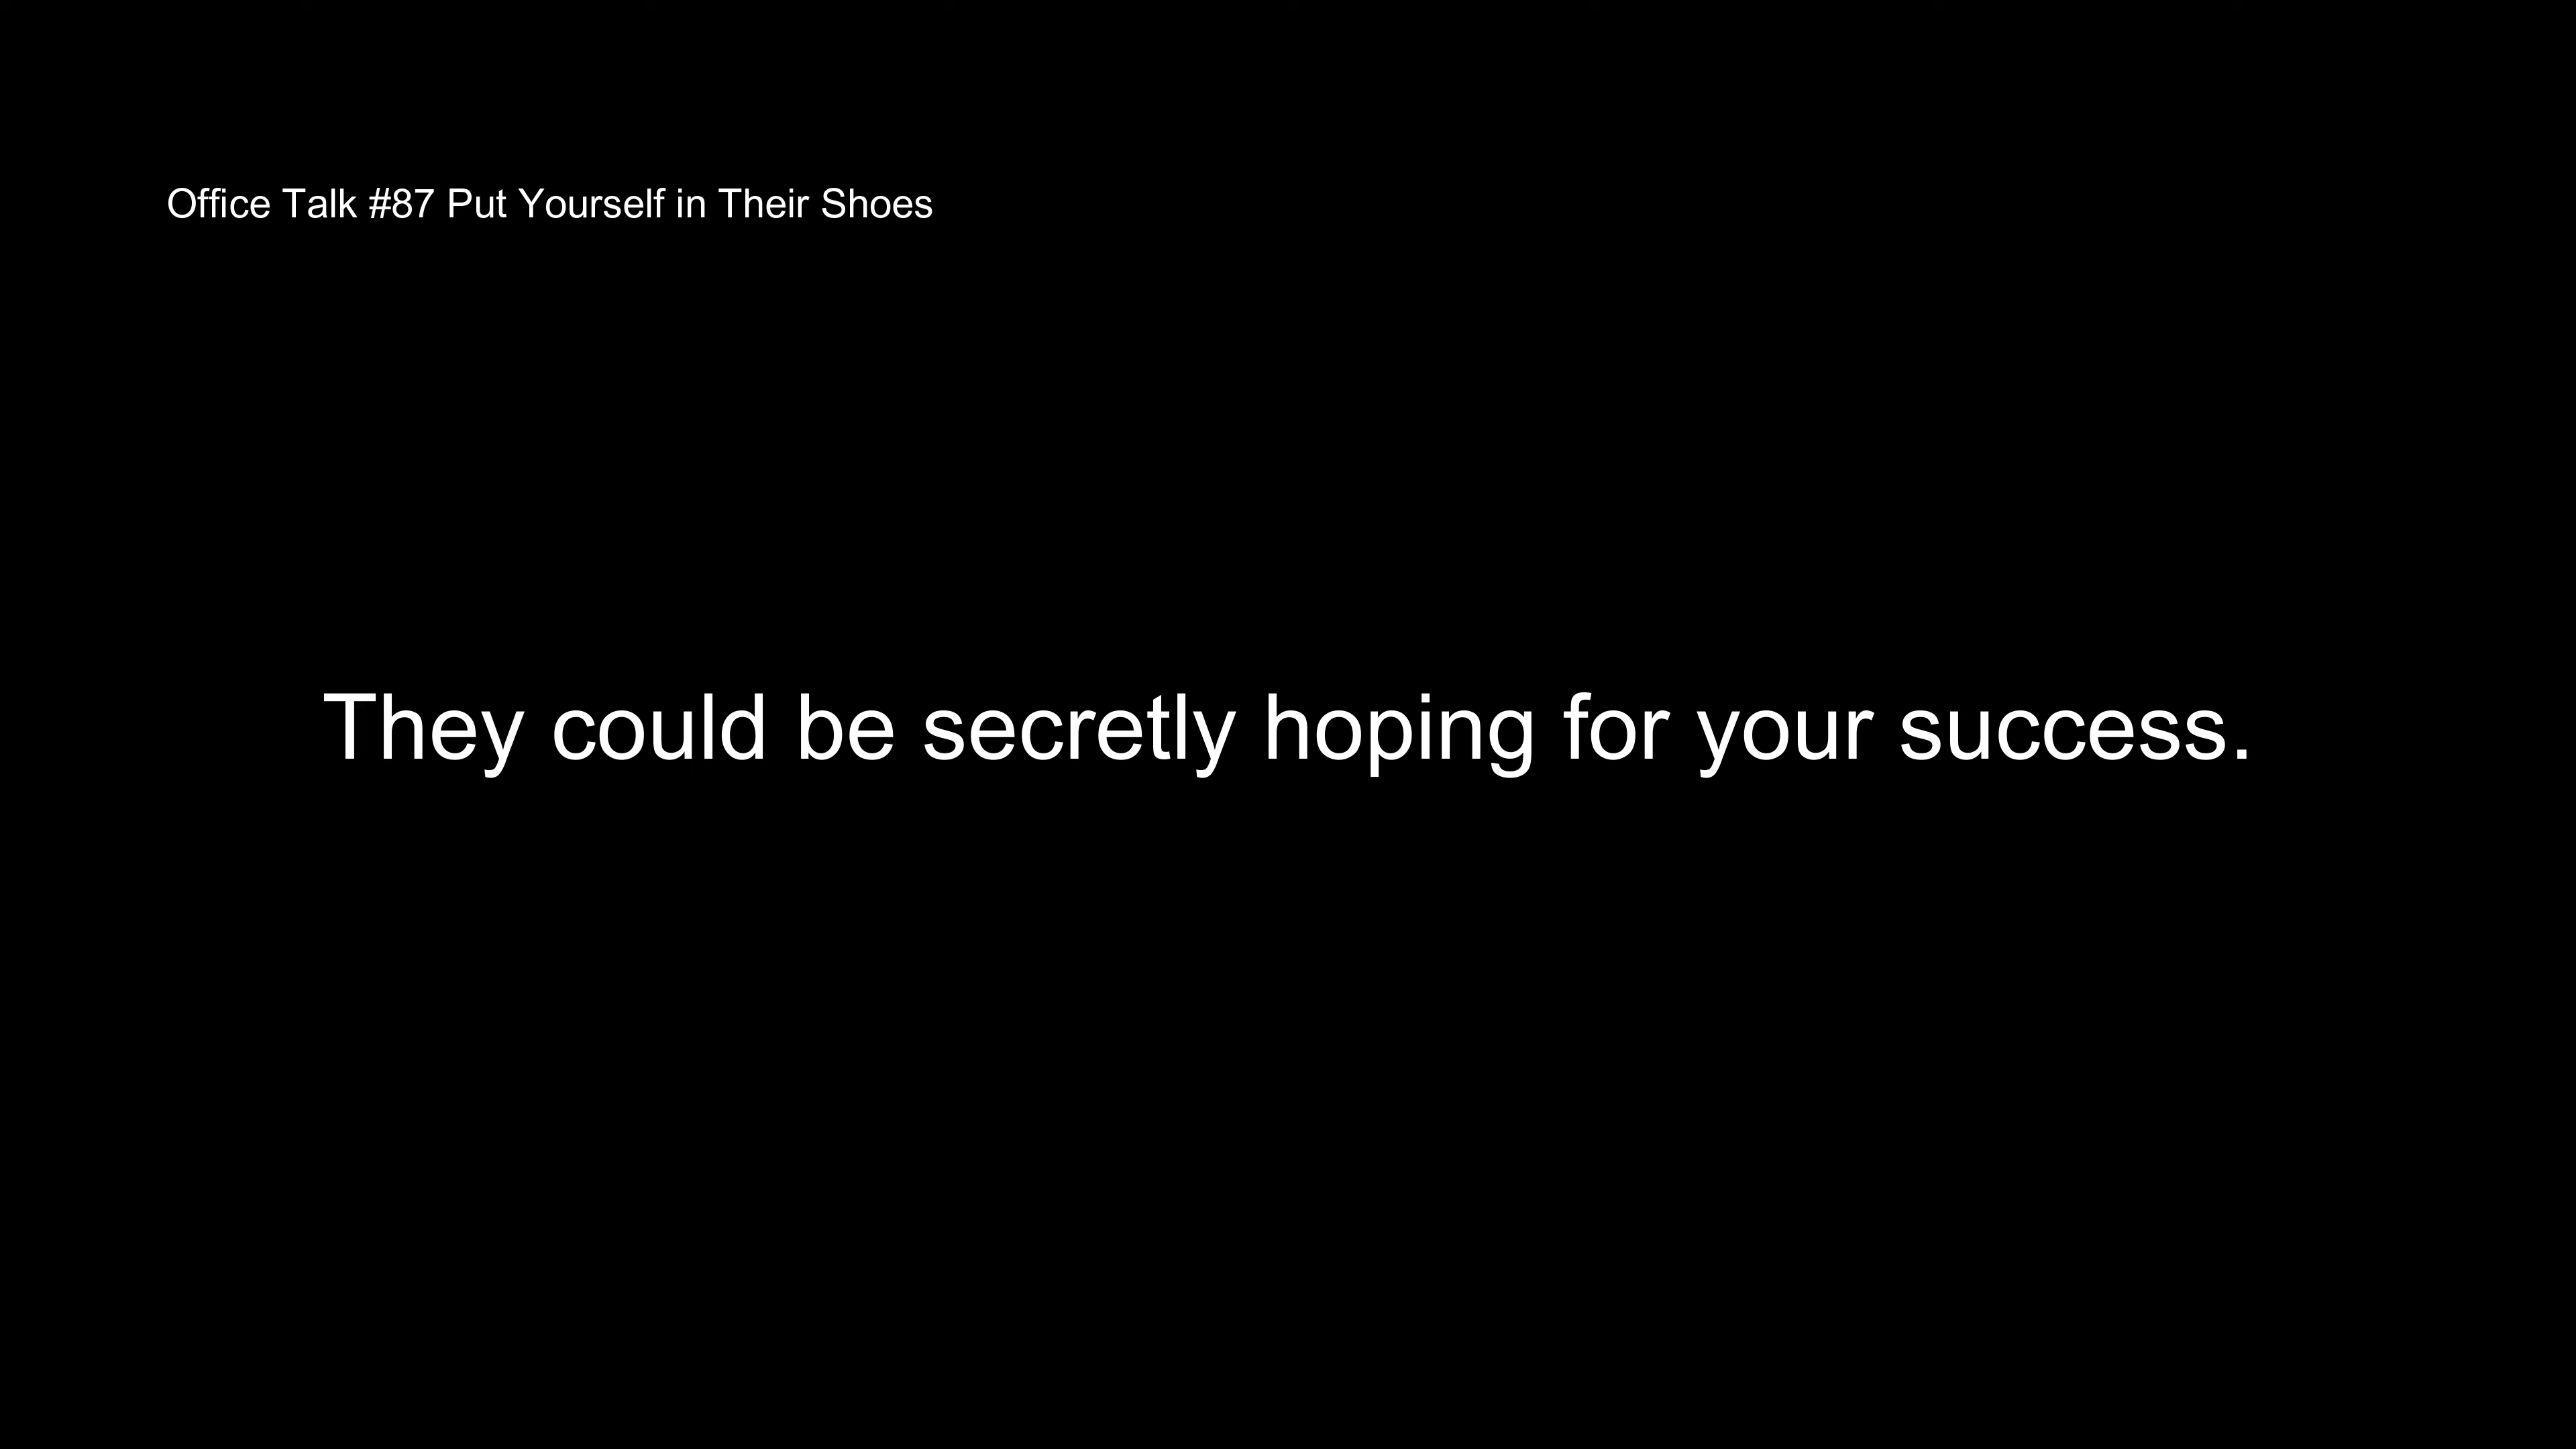 Office Talk #87 Put Yourself in Their Shoes
They could be secretly hoping for your success.